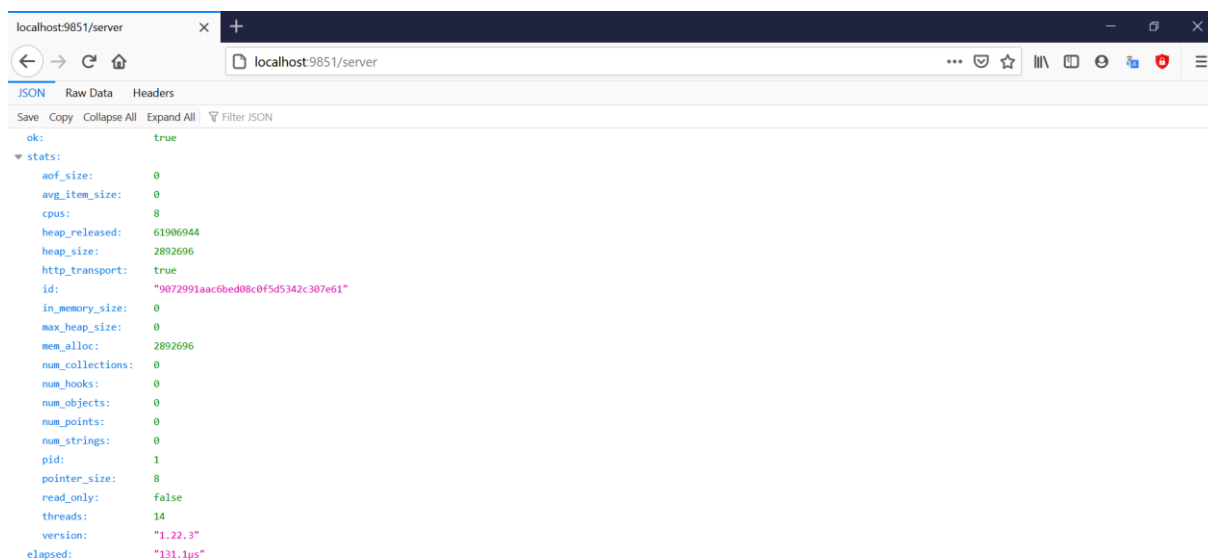 localhost:9851/server
localhost:9851/server
JSON Raw Data Headers
Save Copy Collapse All Expand All Filter JSON
ok: true
stats:
aof_size: 0
avg_item_size: 0
cpus: 8
heap_released: 61906944
heap_size: 2892696
http_transport: true
id: "9072991aac6bed08c0f5d5342c307e61"
in_memory_size: 0
max_heap_size: 0
mem_alloc: 2892696
num_collections: 0
num_hooks: 0
num_objects: 0
num_points: 0
num_strings: 0
pid: 1
pointer_size: 8
read_only: false
threads: 14
version: "1.22.3"
elapsed: "131.1µs"